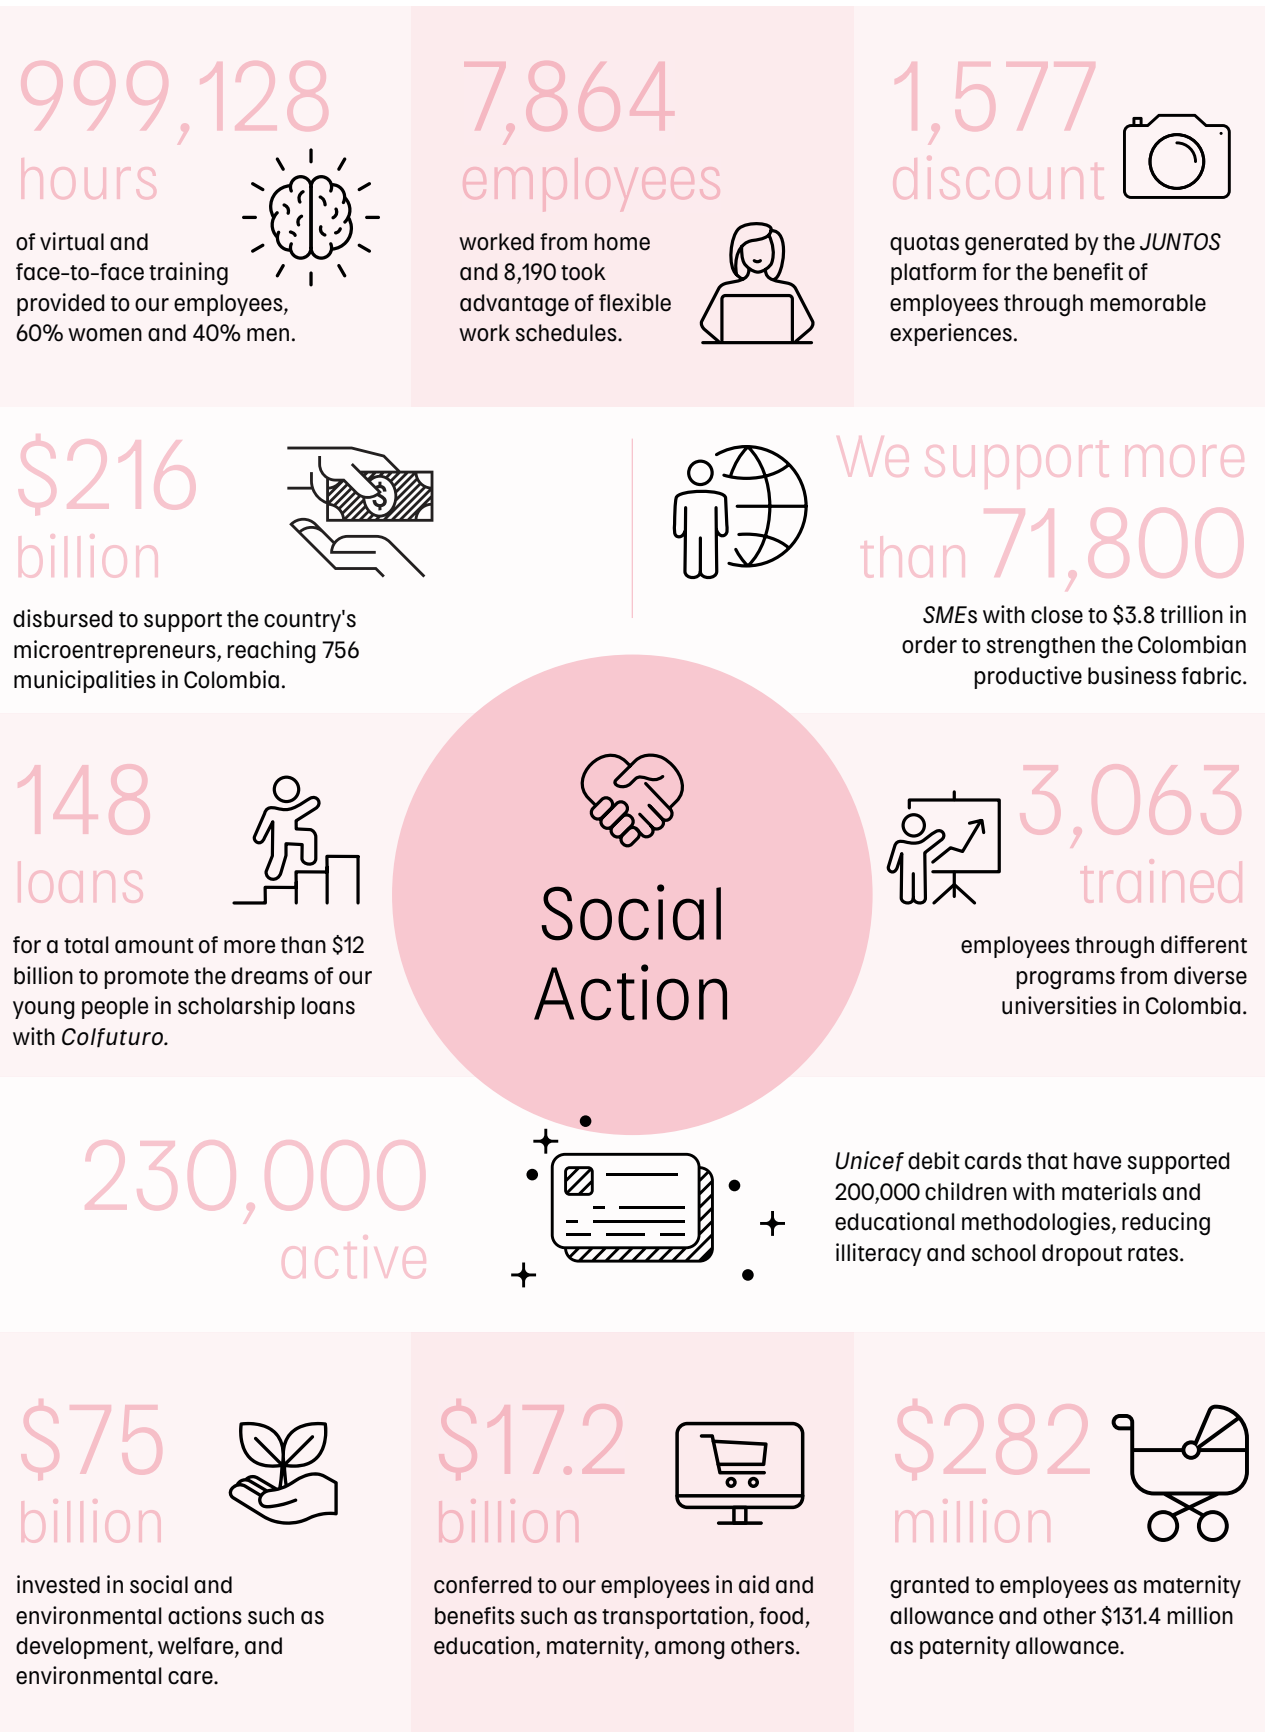 999,128
hours
of virtual and
face-to-face training
provided to our employees,
60% women and 40% men.
7,864
employees
worked from home
and 8,190 took
advantage of flexible
work schedules.
1,577
discount
quotas generated by the JUNTOS
platform for the benefit of
employees through memorable
experiences.
$216
billion
disbursed to support the country's
microentrepreneurs, reaching 756
municipalities in Colombia.
We support more
than 71,800
SMEs with close to $3.8 trillion in
order to strengthen the Colombian
productive business fabric.
148
loans
for a total amount of more than $12
billion to promote the dreams of our
young people in scholarship loans
with Colfuturo.
Social
Action
3,063
trained
employees through different
programs from diverse
universities in Colombia.
230,000
active
Unicef debit cards that have supported
200,000 children with materials and
educational methodologies, reducing
illiteracy and school dropout rates.
$75
billion
invested in social and
environmental actions such as
development, welfare, and
environmental care.
$17.2
billion
conferred to our employees in aid and
benefits such as transportation, food,
education, maternity, among others.
$282
million
granted to employees as maternity
allowance and other $131.4 million
as paternity allowance.